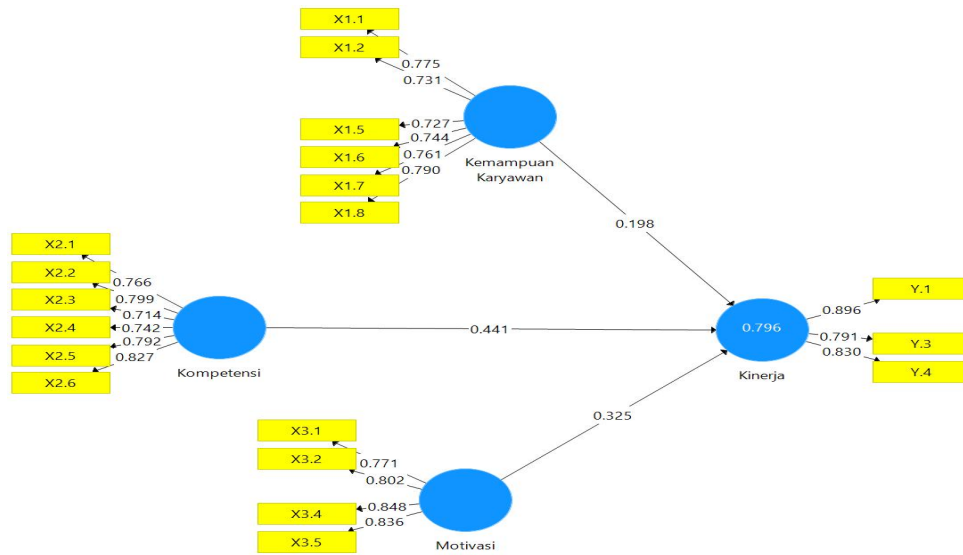 X1.1
X1.2
0.775
0.731
X1.5
X1.6
X1.7
X1.8
0.727
0.744
0.761
0.790
Kemampuan
Karyawan
0.198
X2.1
X2.2
X2.3
X2.4
X2.5
X2.6
0.766
0.799
0.714
0.742
0.792
0.827
Kompetensi
0.441
0.796
Kinerja
0.896
0.791
0.830
Y.1
Y.3
Y.4
0.325
X3.1
X3.2
0.771
0.802
X3.4
X3.5
0.848
0.836
Motivasi